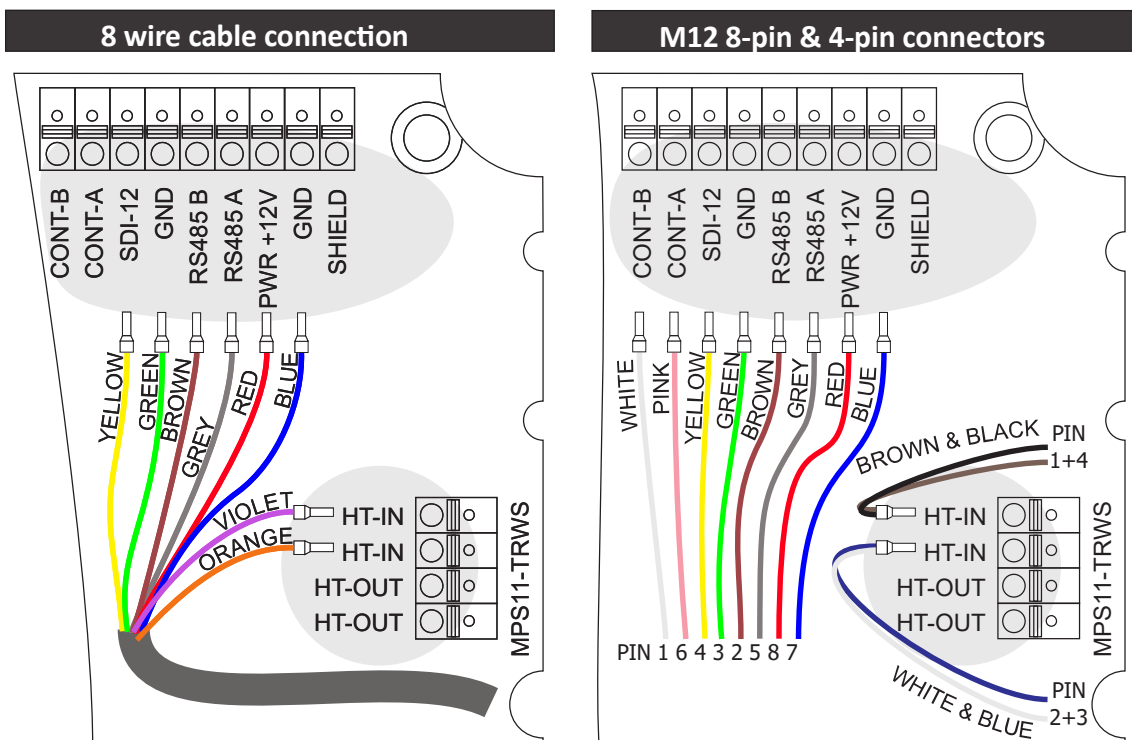 8 wire cable connection
CONT-B
CONT-A
SDI-12
GND
RS485 B
RS485 A
PWR +12V
GND
SHIELD
YELLOW
GREEN
BROWN
GREY
RED
BLUE
VIOLET
ORANGE
HT-IN
HT-IN
HT-OUT
HT-OUT
MPS11-TRWS
M12 8-pin & 4-pin connectors
CONT-B
CONT-A
SDI-12
GND
RS485 B
RS485 A
PWR +12V
GND
SHIELD
WHITE
PINK
YELLOW
GREEN
BROWN
GREY
RED
BLUE
BROWN & BLACK
PIN
1+4
HT-IN
HT-IN
HT-OUT
HT-OUT
MPS11-TRWS
PIN 1 6 4 3 2 5 8 7
WHITE & BLUE
PIN
2+3